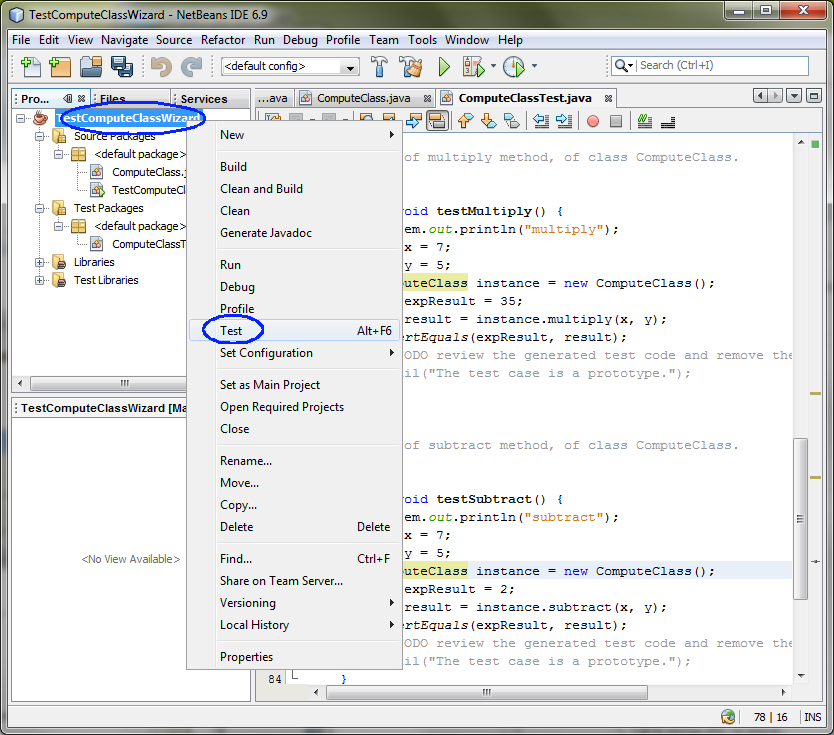 TestComputeClassWizard - NetBeans IDE 6.9
File Edit View Navigate Source Refactor Run Debug Profile Team Tools Window Help
<default config>
Search (Ctrl+I)
Pro... Files Services
...ava ComputeClass.java ComputeClassTest.java
TestComputeClassWizard
Source Packages
<default package>
ComputeClass.j
TestComputeCl
Test Packages
<default package>
ComputeClassT
Libraries
Test Libraries
TestComputeClassWizard [Ma
<No View Available>
New
Build
Clean and Build
Clean
Generate Javadoc
Run
Debug
Profile
Test Alt+F6
Set Configuration
Set as Main Project
Open Required Projects
Close
Rename...
Move...
Copy...
Delete Delete
Find... Ctrl+F
Share on Team Server...
Versioning
Local History
Properties
of multiply method, of class ComputeClass.
oid testMultiply() {
em.out.println("multiply");
x = 7;
y = 5;
uteClass instance = new ComputeClass();
expResult = 35;
result = instance.multiply(x, y);
ertEquals(expResult, result);
ODO review the generated test code and remove the
il("The test case is a prototype.");
of subtract method, of class ComputeClass.
oid testSubtract() {
em.out.println("subtract");
x = 7;
y = 5;
uteClass instance = new ComputeClass();
expResult = 2;
result = instance.subtract(x, y);
ertEquals(expResult, result);
ODO review the generated test code and remove the
il("The test case is a prototype.");
84 }
78 | 16 INS